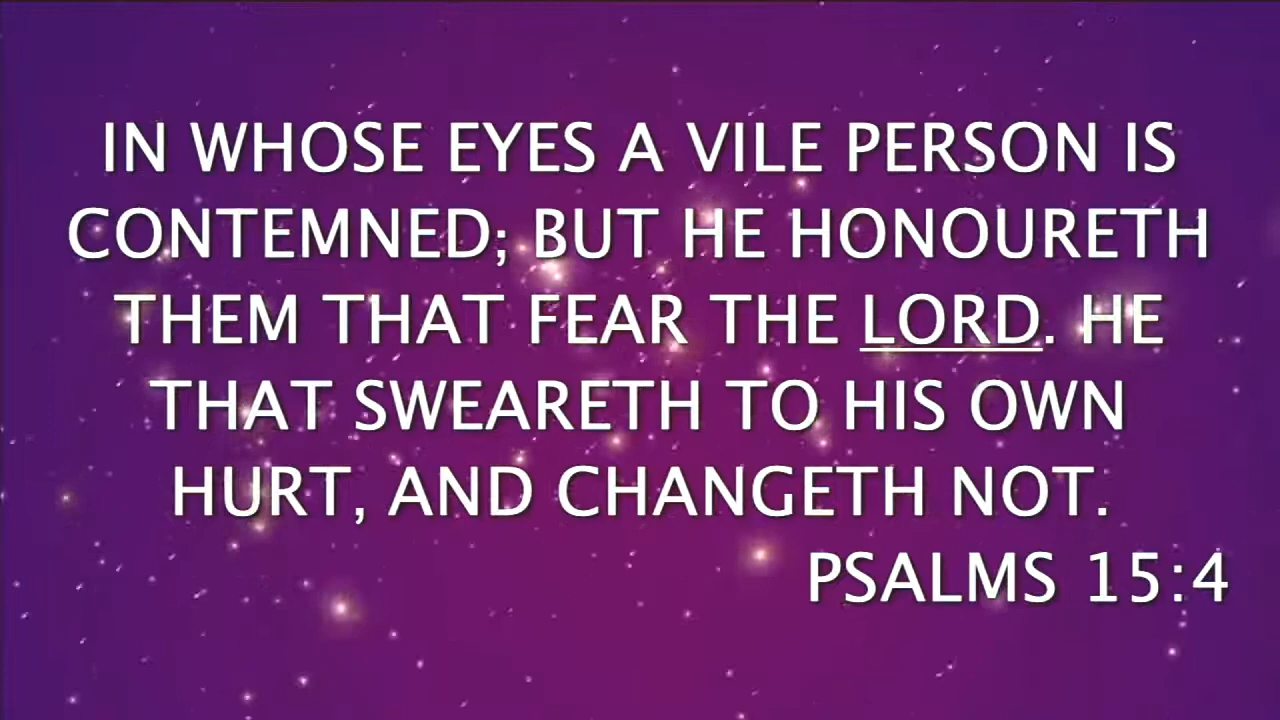 IN WHOSE EYES A VILE PERSON IS
CONTEMNED; BUT HE HONOURETH
THEM THAT FEAR THE LORD. HE
THAT SWEARETH TO HIS OWN
HURT, AND CHANGETH NOT.
PSALMS 15:4